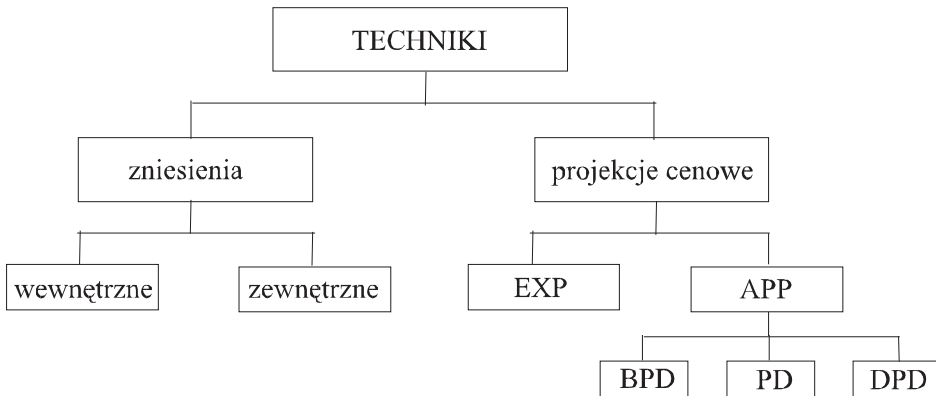 TECHNIKI
zniesienia
projekcje cenowe
wewnętrzne
zewnętrzne
EXP
APP
BPD
PD
DPD